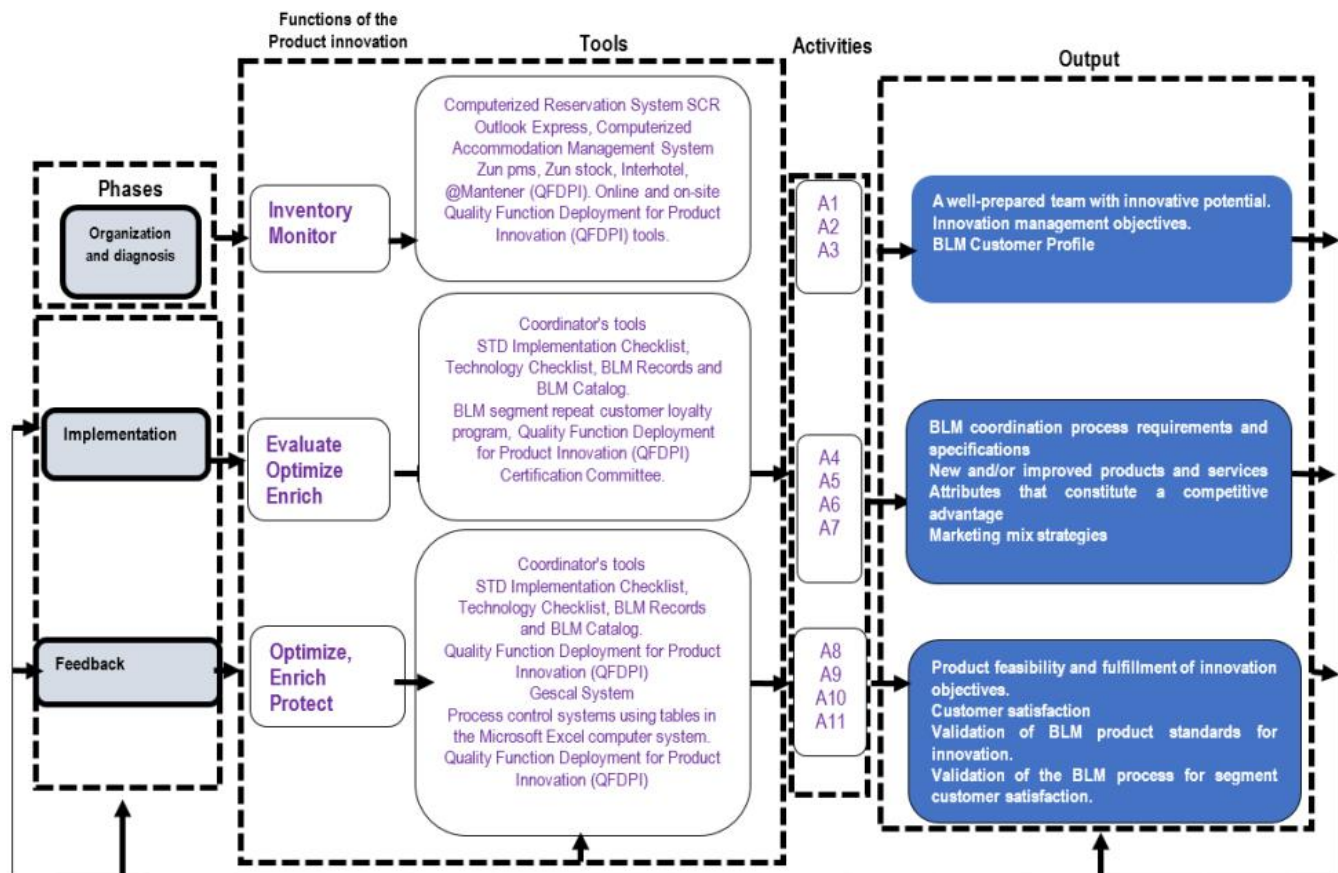 Functions of the
Product innovation
Tools
Activities
Output
Phases
Organization
and diagnosis
Inventory
Monitor
Computerized Reservation System SCR
Outlook Express, Computerized
Accommodation Management System
Zun pms, Zun stock, Interhotel,
@Mantener (QFDPI). Online and on-site
Quality Function Deployment for Product
Innovation (QFDPI) tools.
A1
A2
A3
A well-prepared team with innovative potential.
Innovation management objectives.
BLM Customer Profile
Implementation
Evaluate
Optimize
Enrich
Coordinator's tools
STD Implementation Checklist,
Technology Checklist, BLM Records and
BLM Catalog.
BLM segment repeat customer loyalty
program, Quality Function Deployment
for Product Innovation (QFDPI)
Certification Committee.
A4
A5
A6
A7
BLM coordination process requirements and
specifications
New and/or improved products and services
Attributes that constitute a competitive
advantage
Marketing mix strategies
Feedback
Optimize,
Enrich
Protect
Coordinator's tools
STD Implementation Checklist,
Technology Checklist, BLM Records
and BLM Catalog.
Quality Function Deployment for Product
Innovation (QFDPI)
Gescal System
Process control systems using tables in
the Microsoft Excel computer system.
Quality Function Deployment for Product
Innovation (QFDPI)
A8
A9
A10
A11
Product feasibility and fulfillment of innovation
objectives.
Customer satisfaction
Validation of BLM product standards for
innovation.
Validation of the BLM process for segment
customer satisfaction.